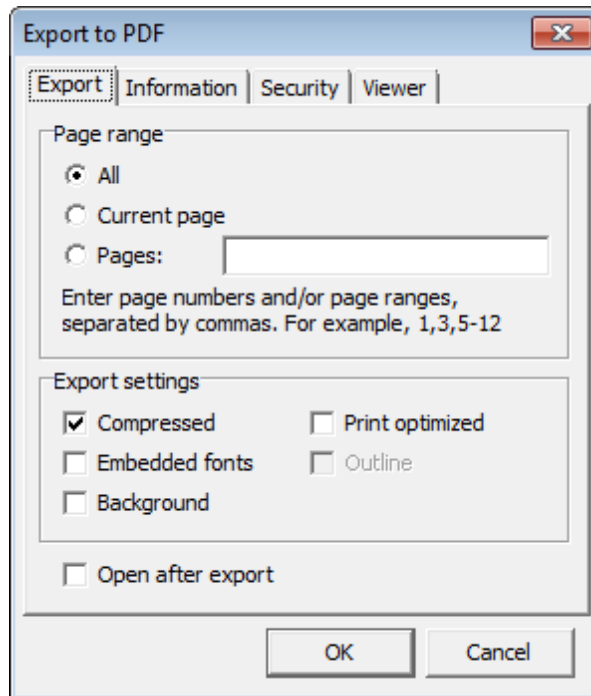 Export to PDF
Export Information Security Viewer
Page range
All
Current page
Pages:
Enter page numbers and/or page ranges,
separated by commas. For example, 1,3,5-12
Export settings
Compressed Print optimized
Embedded fonts Outline
Background
Open after export
OK Cancel